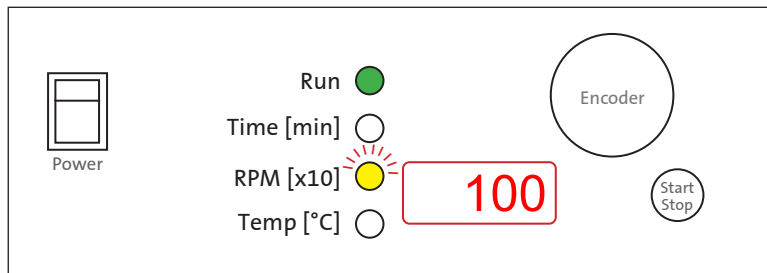 Run
Encoder
Time [min]
Power
RPM [x10]
100
Start
Stop
Temp [°C]